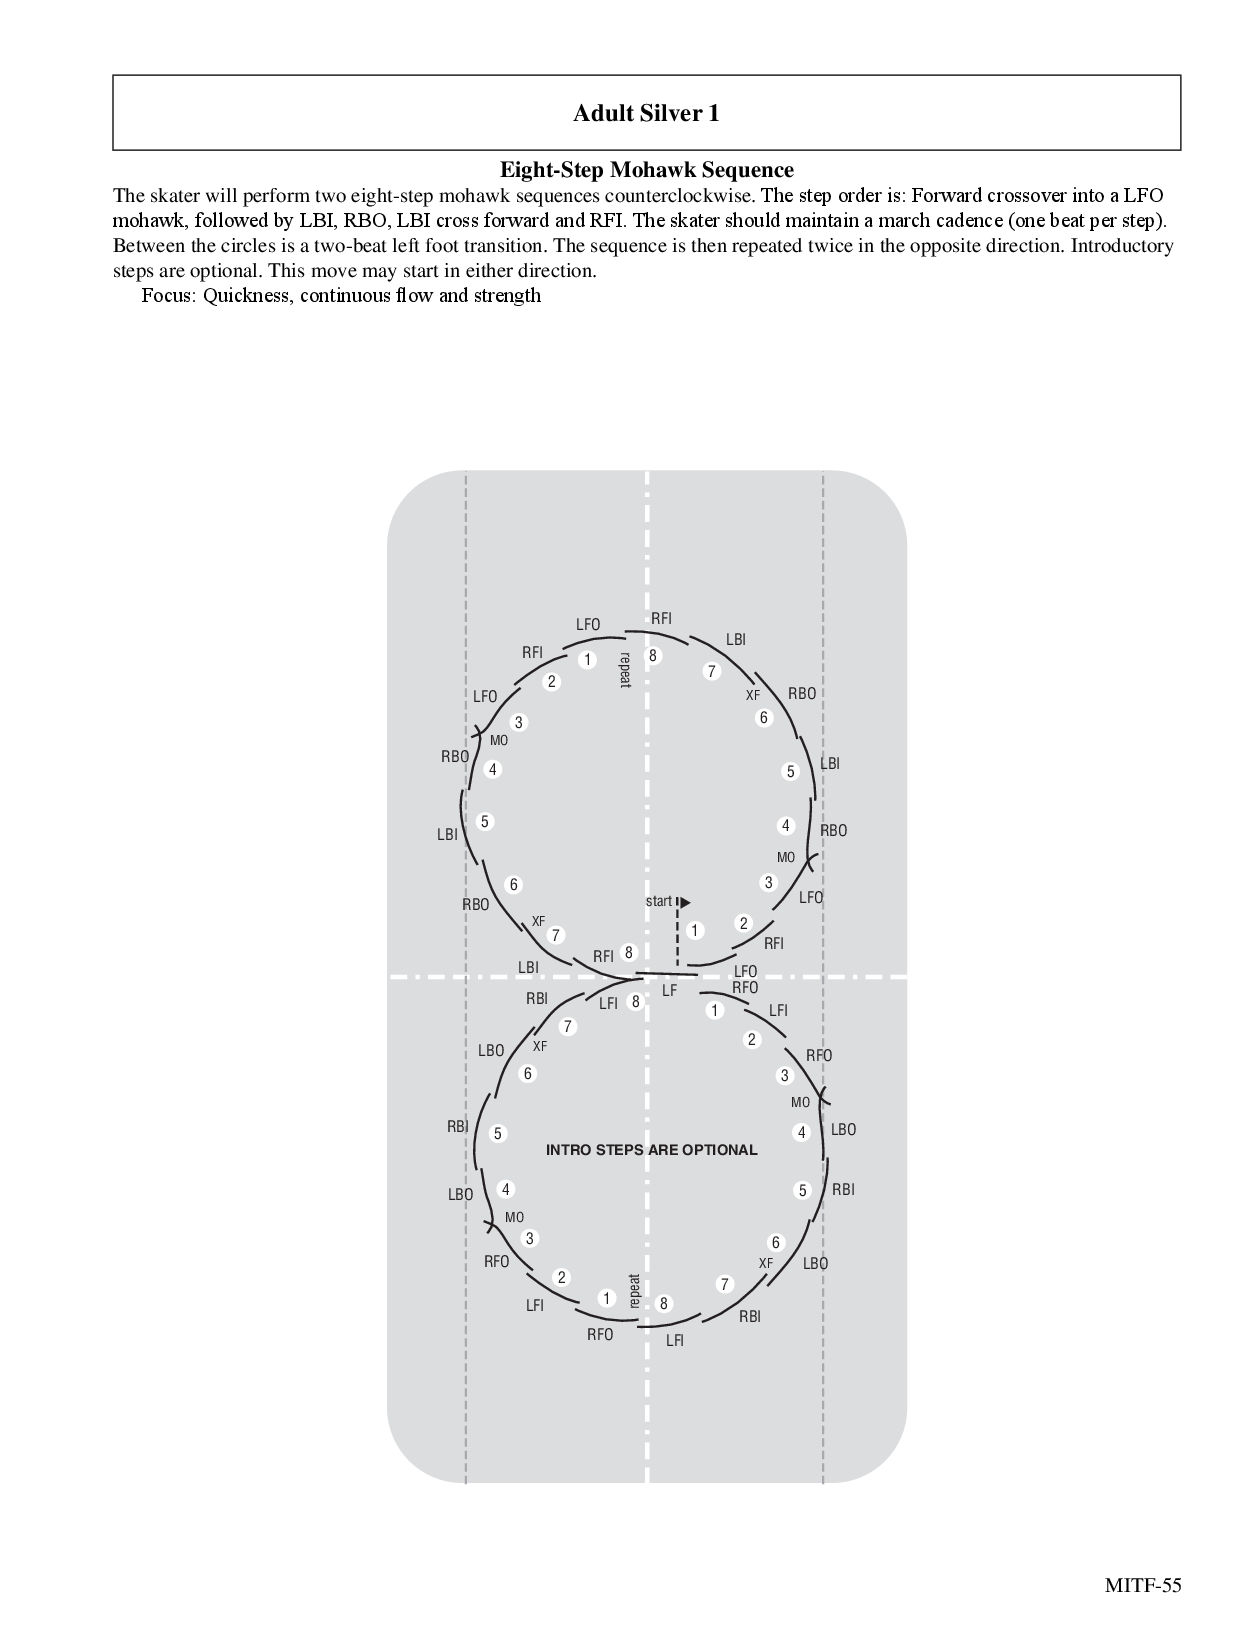 Adult Silver 1
Eight-Step Mohawk Sequence
The skater will perform two eight-step mohawk sequences counterclockwise. The step order is: Forward crossover into a LFO
mohawk, followed by LBI, RBO, LBI cross forward and RFI. The skater should maintain a march cadence (one beat per step).
Between the circles is a two-beat left foot transition. The sequence is then repeated twice in the opposite direction. Introductory
steps are optional. This move may start in either direction.
Focus: Quickness, continuous flow and strength
LFO
RFI
RFI
LBI
1
repeat
8
2
7
LFO
XF
RBO
3
6
MO
RBO
4
LBI
5
5
4
RBO
LBI
MO
6
3
RBO
start
LFO
XF
7
1
2
RFI
8
RFI
LBI
LFO
LF
RFO
RBI
LFI
8
1
LFI
7
2
LBO
XF
RFO
6
3
MO
RBI
5
4
LBO
INTRO STEPS ARE OPTIONAL
LBO
4
5
RBI
MO
3
6
RFO
XF
LBO
2
7
LFI
1
repeat
8
RBI
RFO
LFI
MITF-55